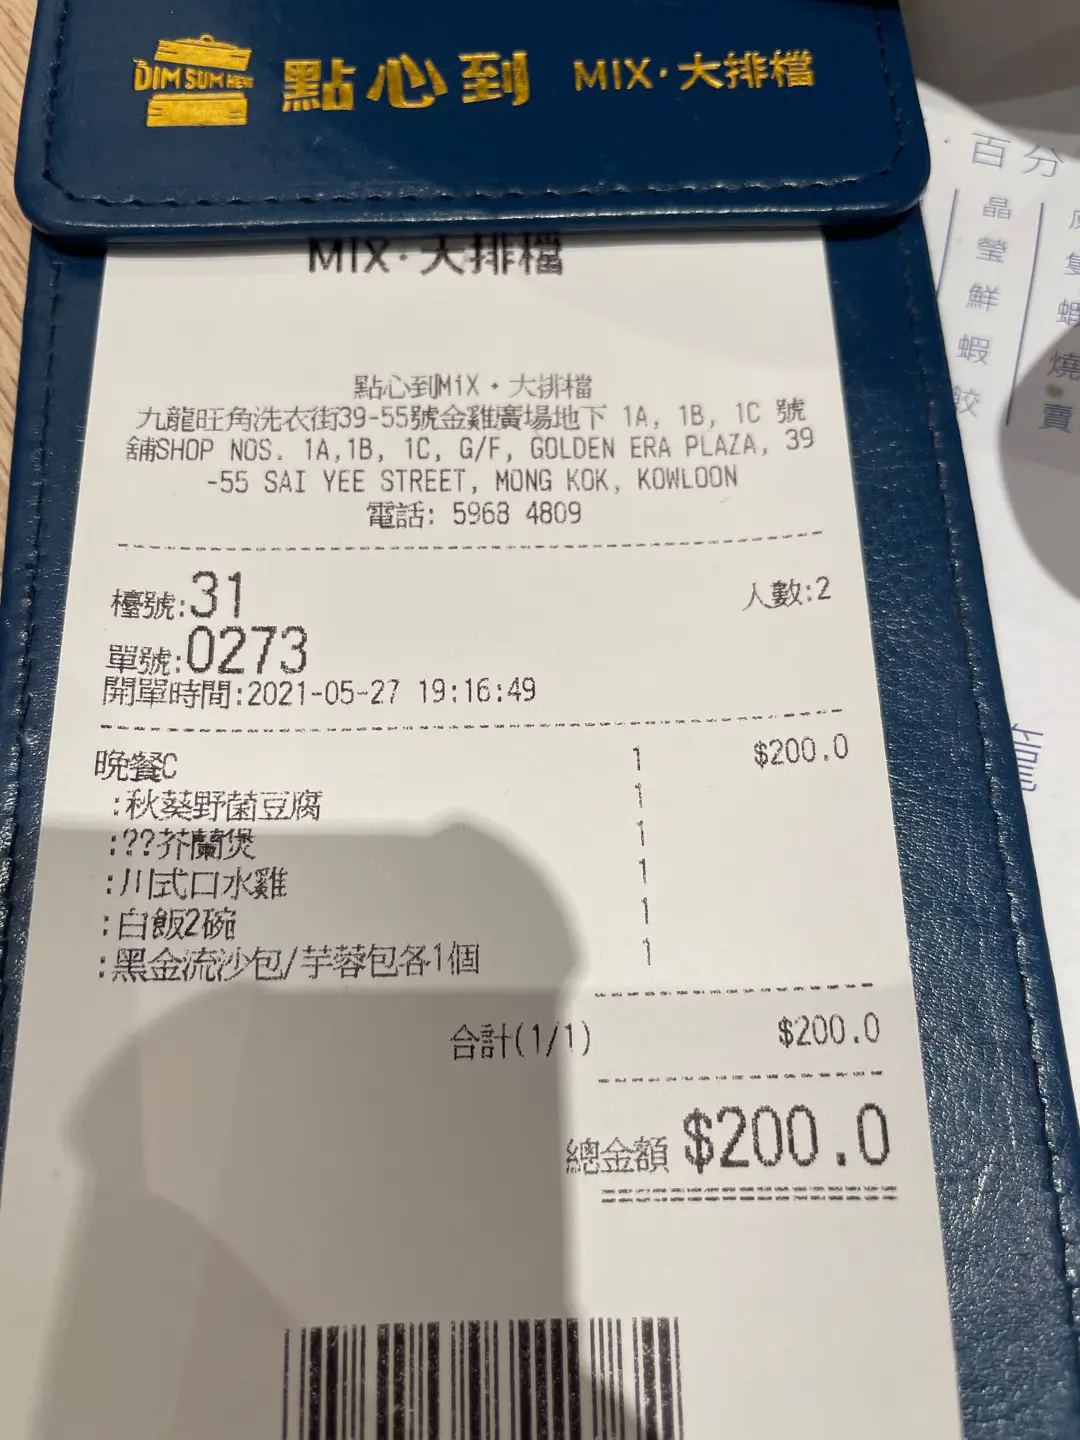 DIM SUM HERE 點心到 MIX·大排檔
MIX·大排檔
點心到MiX·大排檔
九龍旺角洗衣街39-55號金雞廣場地下 1A, 1B, 1C 號
舖SHOP NOS. 1A,1B, 1C, G/F, GOLDEN ERA PLAZA, 39
-55 SAI YEE STREET, MONG KOK, KOWLOON
電話: 5968 4809
檯號:31 人數:2
單號:0273
開單時間:2021-05-27 19:16:49
晚餐C 1 $200.0
:秋葵野菌豆腐 1
:??芥蘭煲 1
:川式口水雞 1
:白飯2碗 1
:黑金流沙包/芋蓉包各1個 1
合計(1/1) $200.0
總金額 $200.0
百分
晶瑩鮮蝦餃
隻蝦燒賣